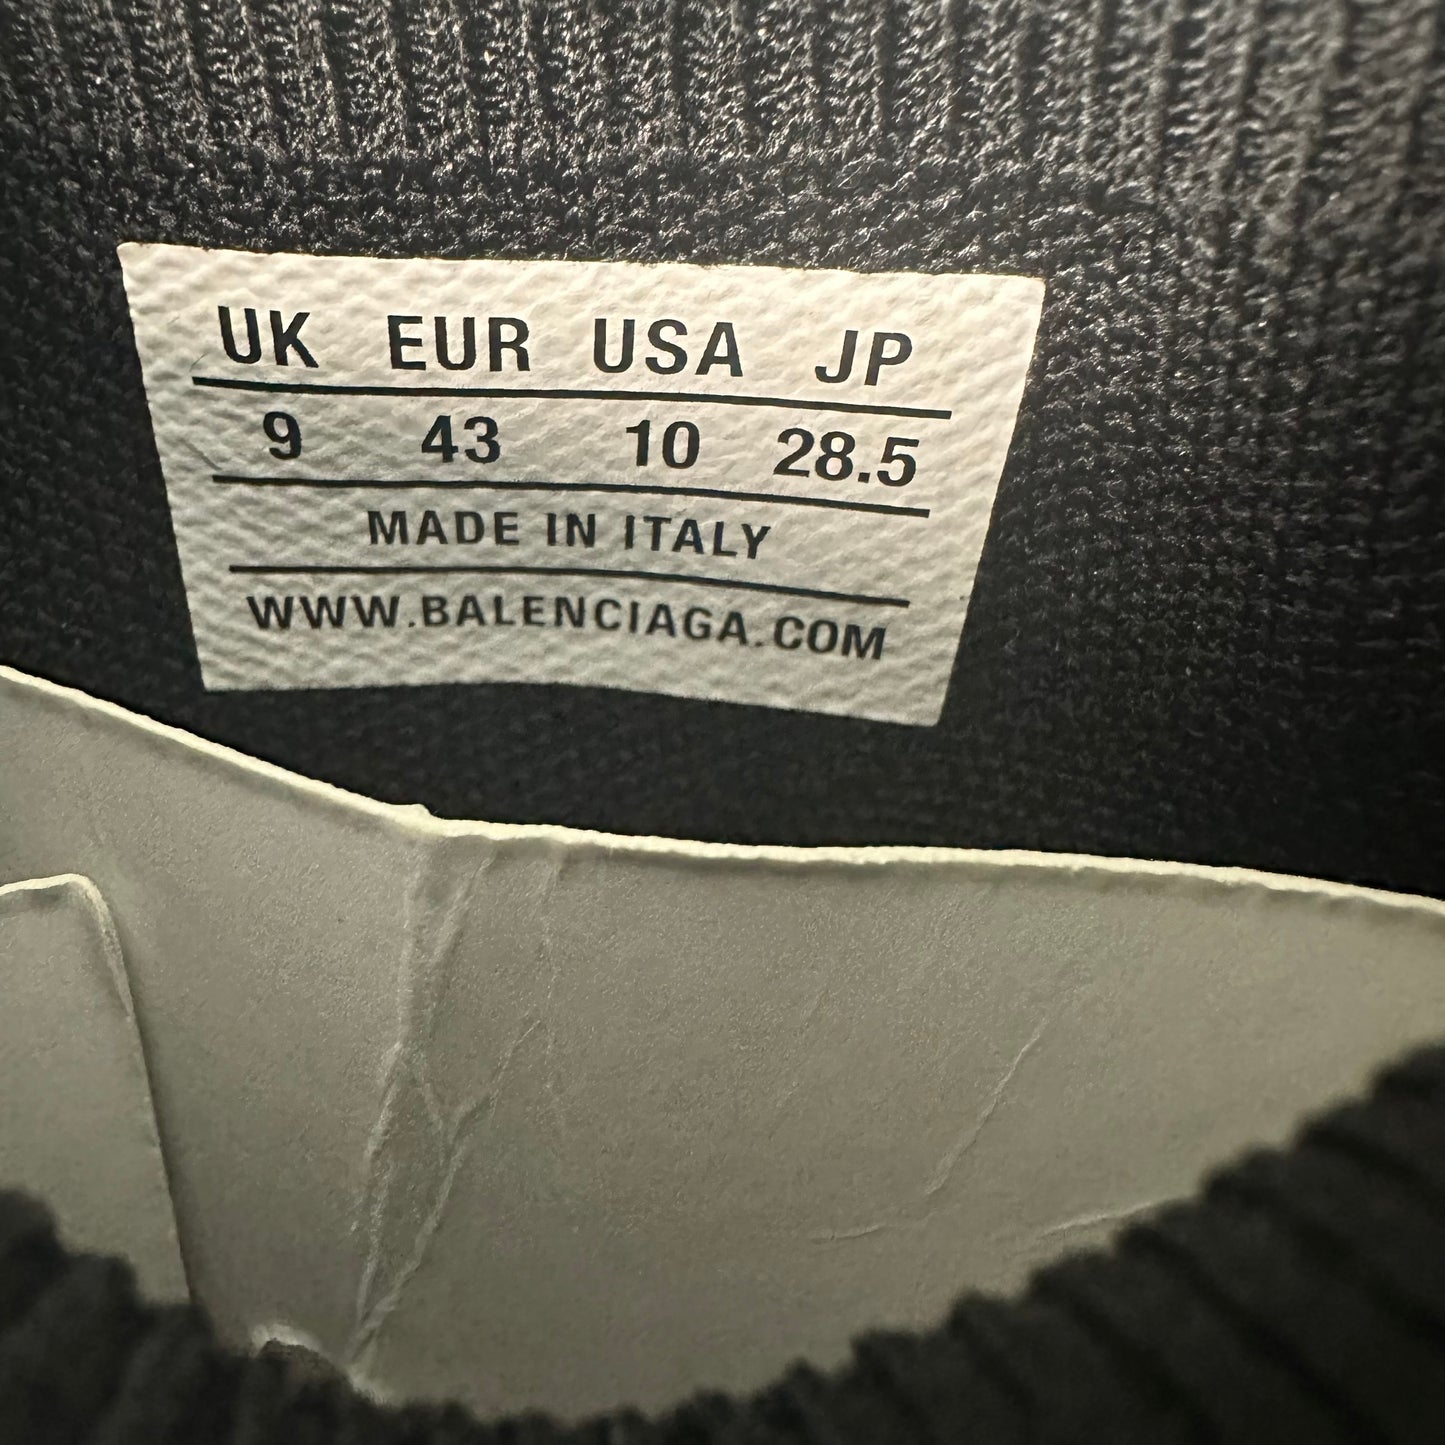 UK EUR USA JP
9 43 10 28.5
MADE IN ITALY
WWW.BALENCIAGA.COM